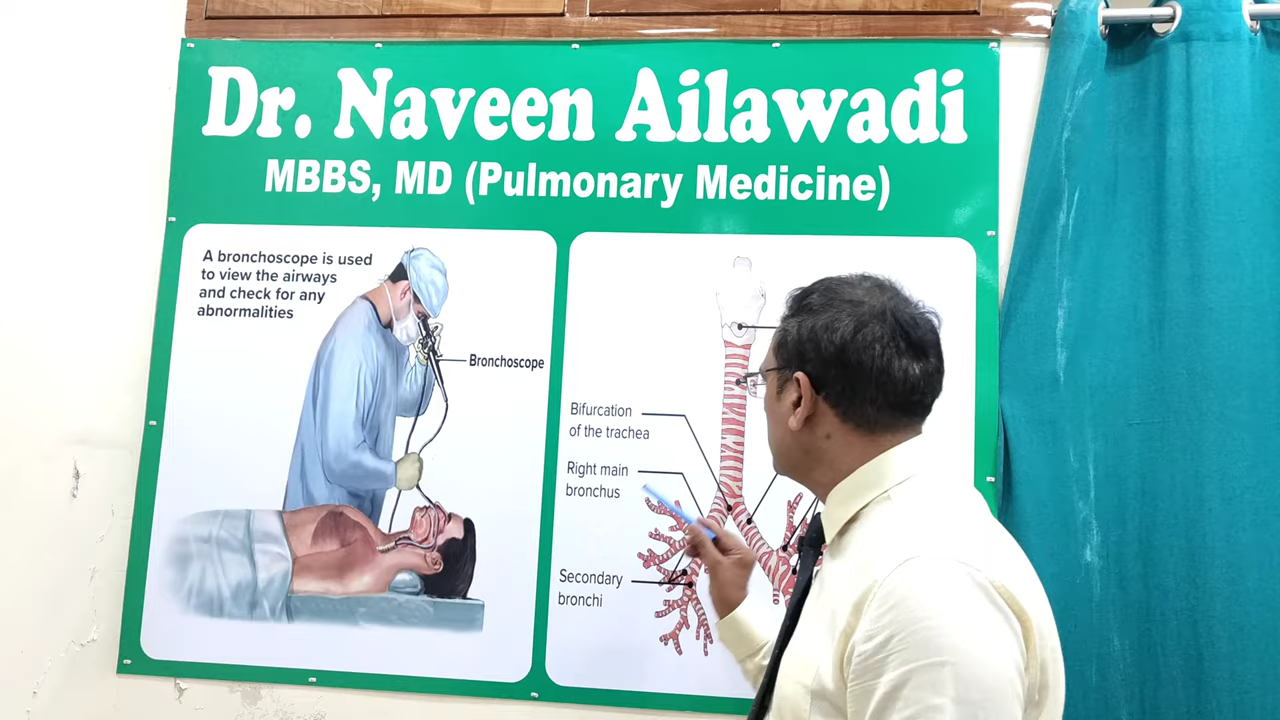 Dr. Naveen Ailawadi
MBBS, MD (Pulmonary Medicine)
A bronchoscope is used
to view the airways
and check for any
abnormalities
Bronchoscope
Bifurcation
of the trachea
Right main
bronchus
Secondary
bronchi